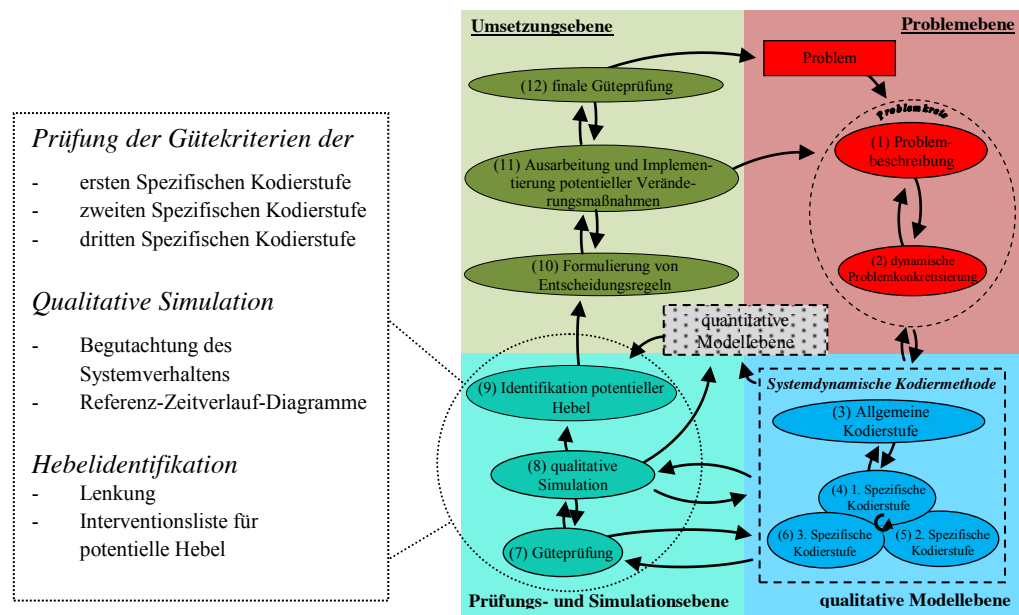 Prüfung der Gütekriterien der
- ersten Spezifischen Kodierstufe
- zweiten Spezifischen Kodierstufe
- dritten Spezifischen Kodierstufe
Qualitative Simulation
- Begutachtung des
Systemverhaltens
- Referenz-Zeitverlauf-Diagramme
Hebelidentifikation
- Lenkung
- Interventionsliste für
potentielle Hebel
Umsetzungsebene
(12) finale Güteprüfung
(11) Ausarbeitung und Implemen-
tierung potentieller Verände-
rungsmaßnahmen
(10) Formulierung von
Entscheidungsregeln
Problemebene
Problem
Problemkreis
(1) Problem-
beschreibung
(2) dynamische
Problemkonkretisierung
quantitative
Modellebene
(9) Identifikation potentieller
Hebel
(8) qualitative
Simulation
(7) Güteprüfung
Prüfungs- und Simulationsebene
Systemdynamische Kodiermethode
(3) Allgemeine
Kodierstufe
(4) 1. Spezifische
Kodierstufe
(6) 3. Spezifische
Kodierstufe
(5) 2. Spezifische
Kodierstufe
qualitative Modellebene